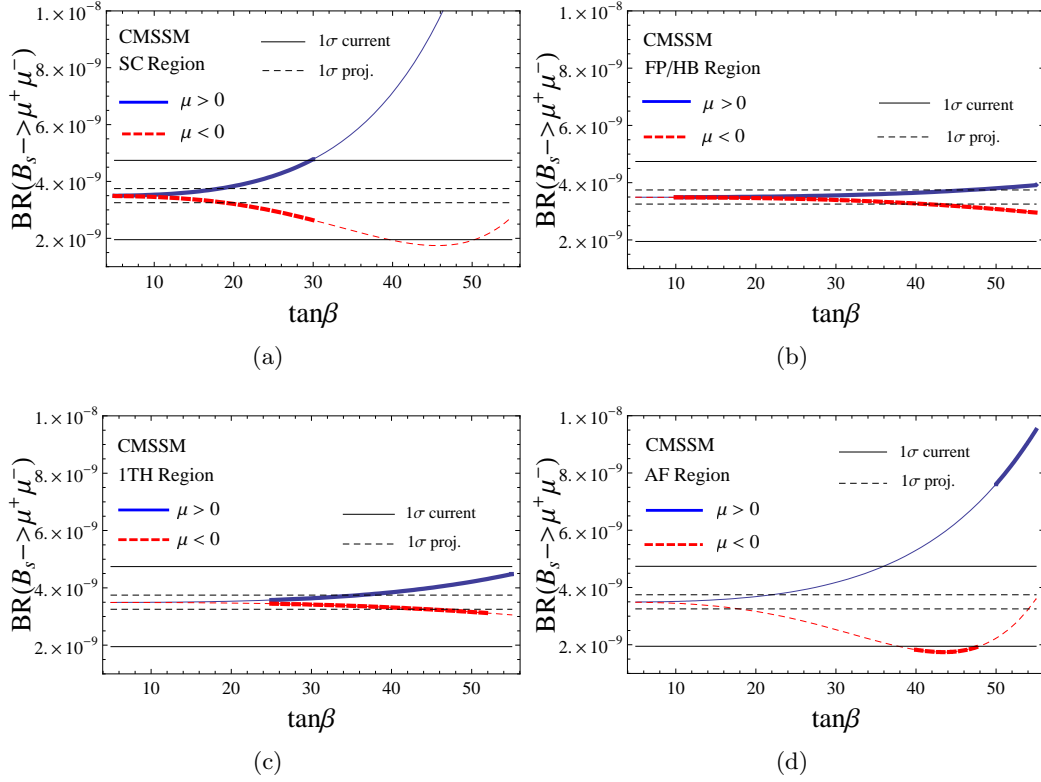 1. × 10⁻⁸
8. × 10⁻⁹
6. × 10⁻⁹
4. × 10⁻⁹
2. × 10⁻⁹
BR(B_s−>μ⁺μ⁻)
CMSSM
SC Region
μ > 0
μ < 0
1σ current
1σ proj.
10 20 30 40 50
tanβ
(a)
1. × 10⁻⁸
8. × 10⁻⁹
6. × 10⁻⁹
4. × 10⁻⁹
2. × 10⁻⁹
BR(B_s−>μ⁺μ⁻)
CMSSM
FP/HB Region
μ > 0
μ < 0
1σ current
1σ proj.
10 20 30 40 50
tanβ
(b)
1. × 10⁻⁸
8. × 10⁻⁹
6. × 10⁻⁹
4. × 10⁻⁹
2. × 10⁻⁹
BR(B_s−>μ⁺μ⁻)
CMSSM
1TH Region
μ > 0
μ < 0
1σ current
1σ proj.
10 20 30 40 50
tanβ
(c)
1. × 10⁻⁸
8. × 10⁻⁹
6. × 10⁻⁹
4. × 10⁻⁹
2. × 10⁻⁹
BR(B_s−>μ⁺μ⁻)
CMSSM
AF Region
μ > 0
μ < 0
1σ current
1σ proj.
10 20 30 40 50
tanβ
(d)